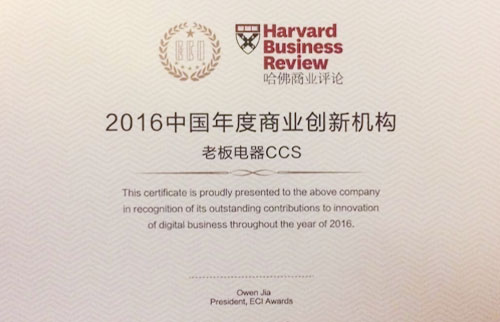 ECI
Harvard
Business
Review
哈佛商业评论
2016中国年度商业创新机构
老板电器CCS
This certificate is proudly presented to the above company
in recognition of its outstanding contributions to innovation
of digital business throughout the year of 2016.
Owen Jia
President, ECI Awards